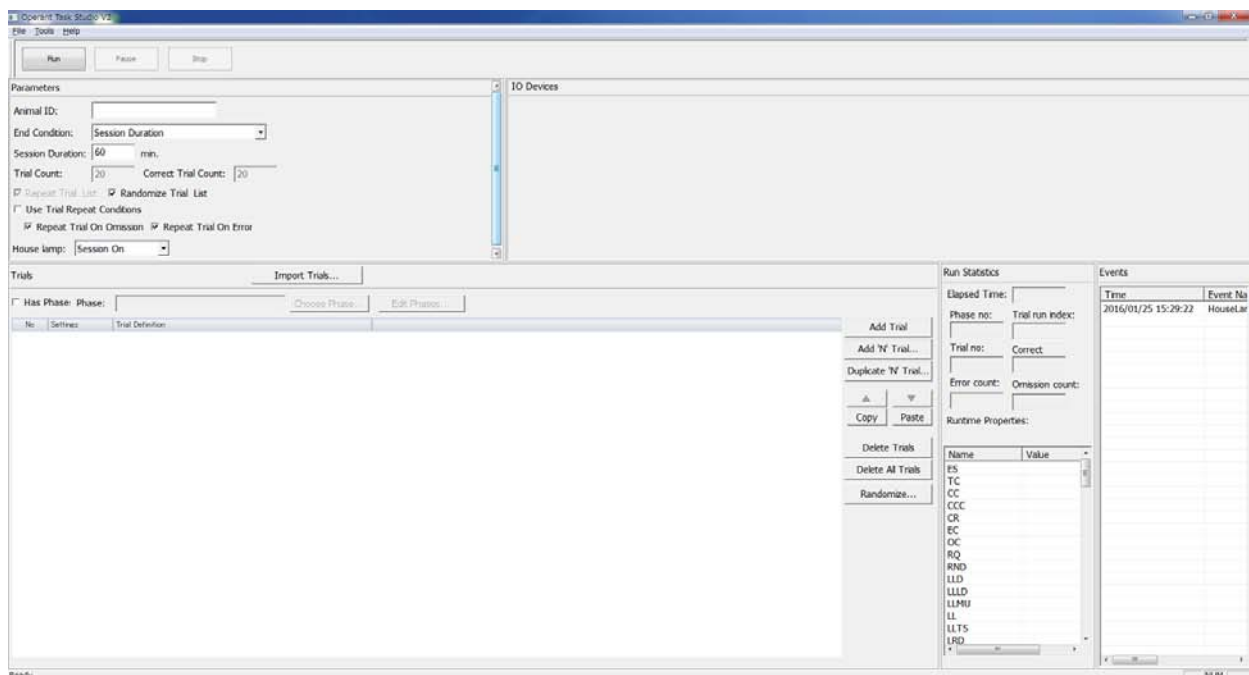 Operant Task Studio V2
File Tools Help
Run Pause Stop
Parameters
Animal ID:
End Condition: Session Duration
Session Duration: 60 min.
Trial Count: 20 Correct Trial Count: 20
Repeat Trial List Randomize Trial List
Use Trial Repeat Conditions
Repeat Trial On Omission Repeat Trial On Error
House lamp: Session On
IO Devices
Trials Import Trials...
Has Phase Phase: Choose Phase... Edit Phases...
No Settings Trial Definition
Add Trial
Add 'N' Trial...
Duplicate 'N' Trial...
Copy Paste
Delete Trials
Delete All Trials
Randomize...
Run Statistics
Elapsed Time:
Phase no: Trial run index:
Trial no: Correct
Error count: Omission count:
Runtime Properties:
Name Value
ES
TC
CC
CCC
CR
EC
OC
RQ
RND
LLD
LLLD
LLMU
LL
LLTS
LRD
Events
Time Event Na
2016/01/25 15:29:22 HouseLar
Ready
NUM